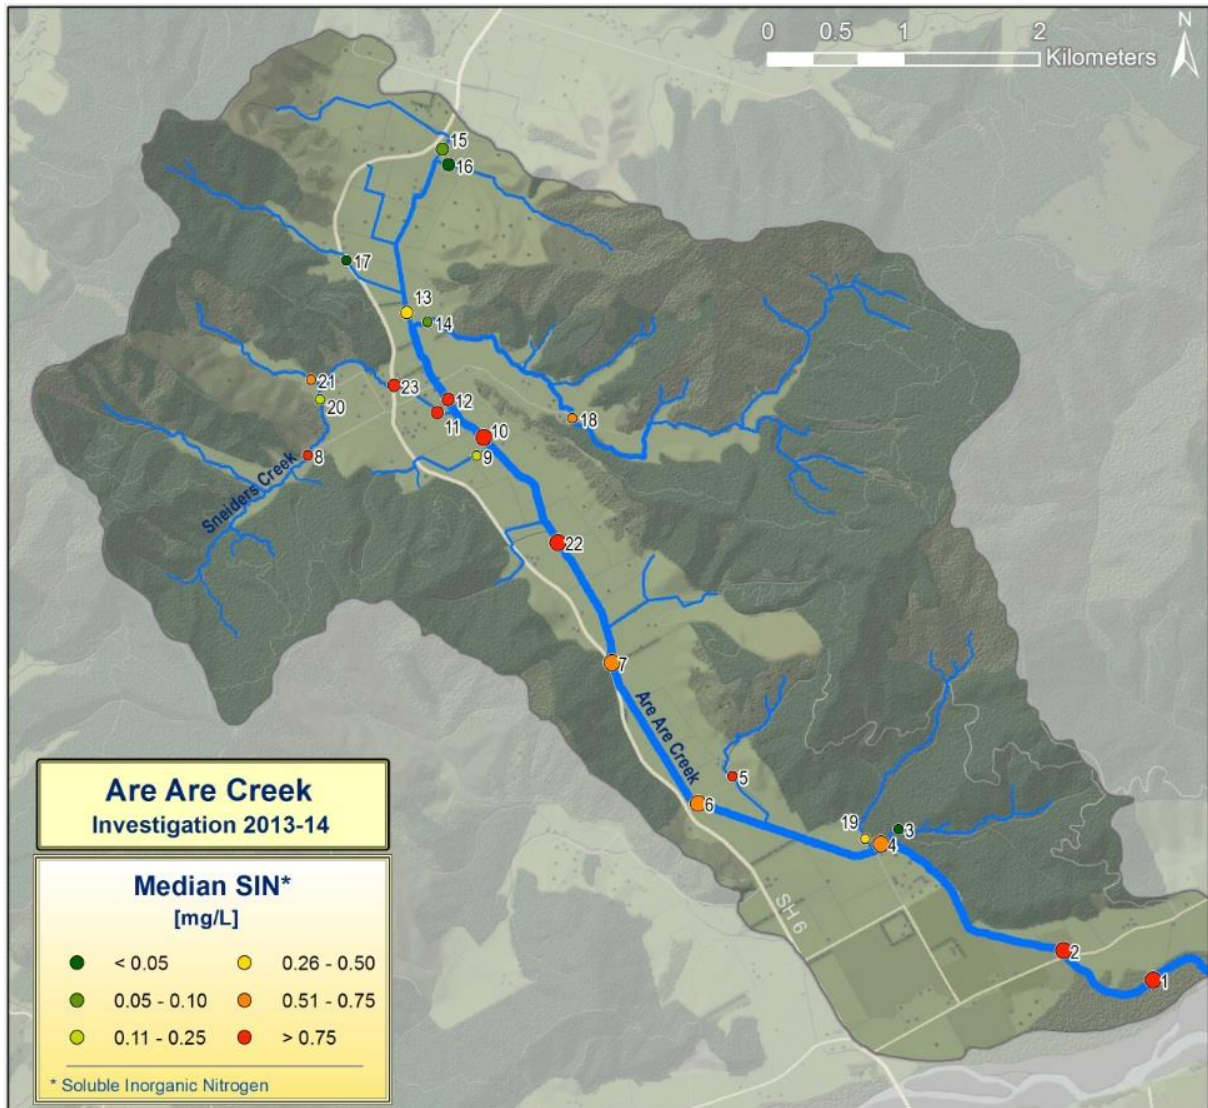 0 0.5 1 2
Kilometers
N
15
16
17
13
14
21
20
23
12
11
10
18
9
8
Sneiders Creek
22
7
Are Are Creek
5
6
19
3
4
SH 6
2
1
Are Are Creek
Investigation 2013-14
Median SIN*
[mg/L]
< 0.05 0.26 - 0.50
0.05 - 0.10 0.51 - 0.75
0.11 - 0.25 > 0.75
* Soluble Inorganic Nitrogen